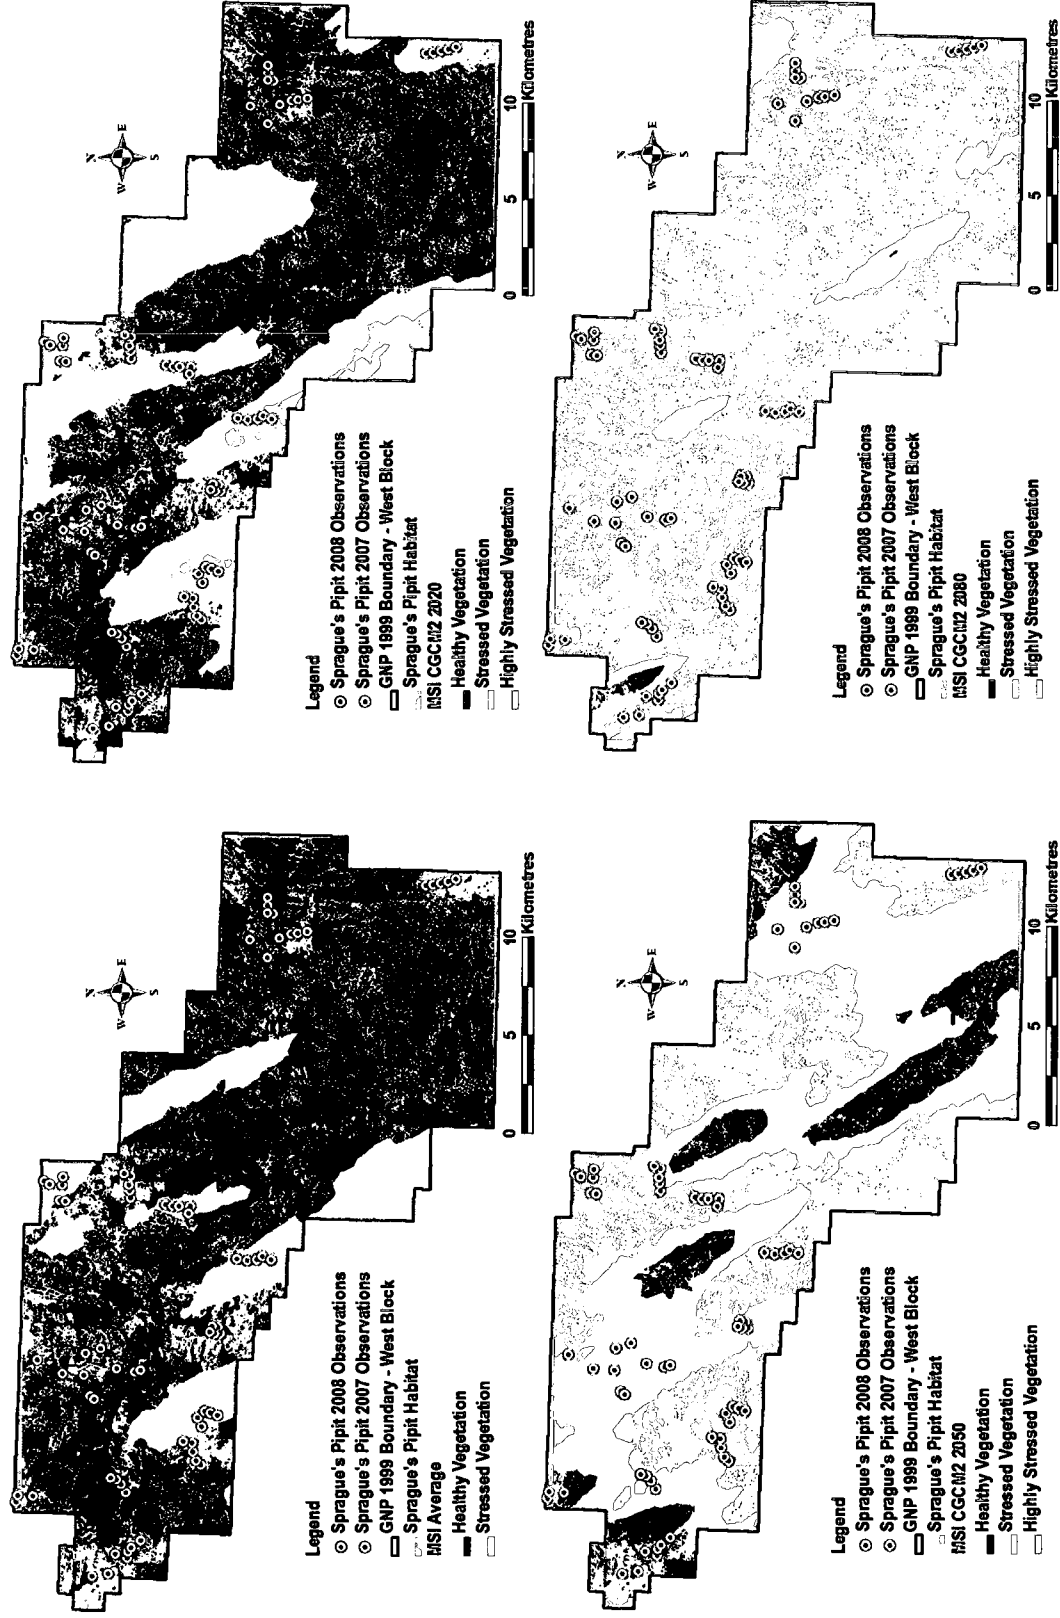 N
W
E
S
Legend
Sprague's Pipit 2008 Observations
Sprague's Pipit 2007 Observations
GNP 1999 Boundary - West Block
Sprague's Pipit Habitat
MSI Average
Healthy Vegetation
Stressed Vegetation
0
5
10
Kilometres
N
W
E
S
Legend
Sprague's Pipit 2008 Observations
Sprague's Pipit 2007 Observations
GNP 1999 Boundary - West Block
Sprague's Pipit Habitat
MSI CGCM2 2020
Healthy Vegetation
Stressed Vegetation
Highly Stressed Vegetation
0
5
10
Kilometres
N
W
E
S
Legend
Sprague's Pipit 2008 Observations
Sprague's Pipit 2007 Observations
GNP 1999 Boundary - West Block
Sprague's Pipit Habitat
MSI CGCM2 2050
Healthy Vegetation
Stressed Vegetation
Highly Stressed Vegetation
0
5
10
Kilometres
N
W
E
S
Legend
Sprague's Pipit 2008 Observations
Sprague's Pipit 2007 Observations
GNP 1999 Boundary - West Block
Sprague's Pipit Habitat
MSI CGCM2 2080
Healthy Vegetation
Stressed Vegetation
Highly Stressed Vegetation
0
5
10
Kilometres